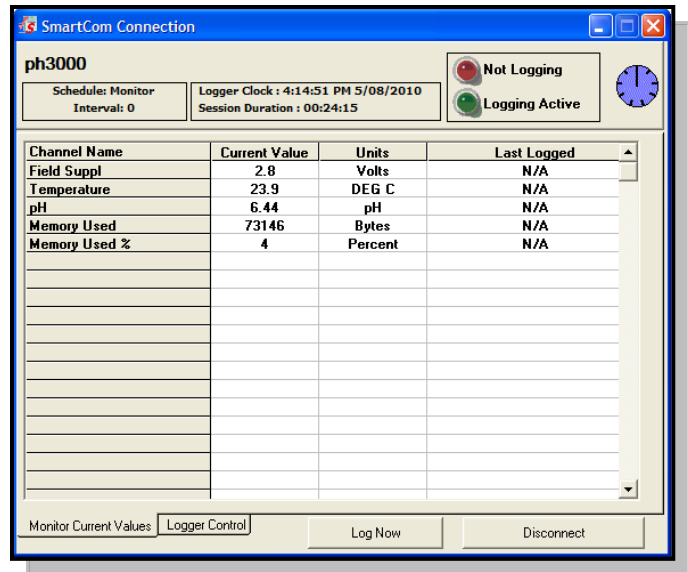 SmartCom Connection
ph3000
Schedule: Monitor
Interval: 0
Logger Clock : 4:14:51 PM 5/08/2010
Session Duration : 00:24:15
Not Logging
Logging Active
Channel Name Current Value Units Last Logged
Field Suppl 2.8 Volts N/A
Temperature 23.9 DEG C N/A
pH 6.44 pH N/A
Memory Used 73146 Bytes N/A
Memory Used % 4 Percent N/A
Monitor Current Values Logger Control Log Now Disconnect